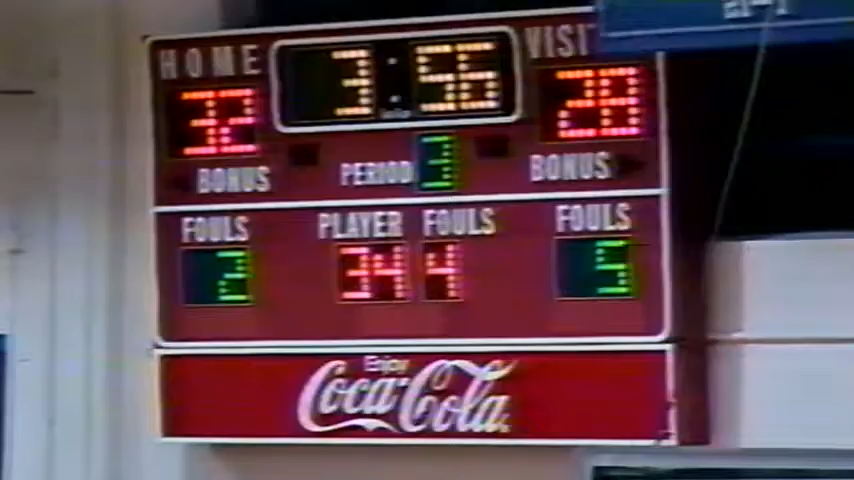 HOME 3:56 VISIT
32 28
BONUS PERIOD 3 BONUS
FOULS PLAYER FOULS FOULS
2 34 4 5
Enjoy
Coca-Cola